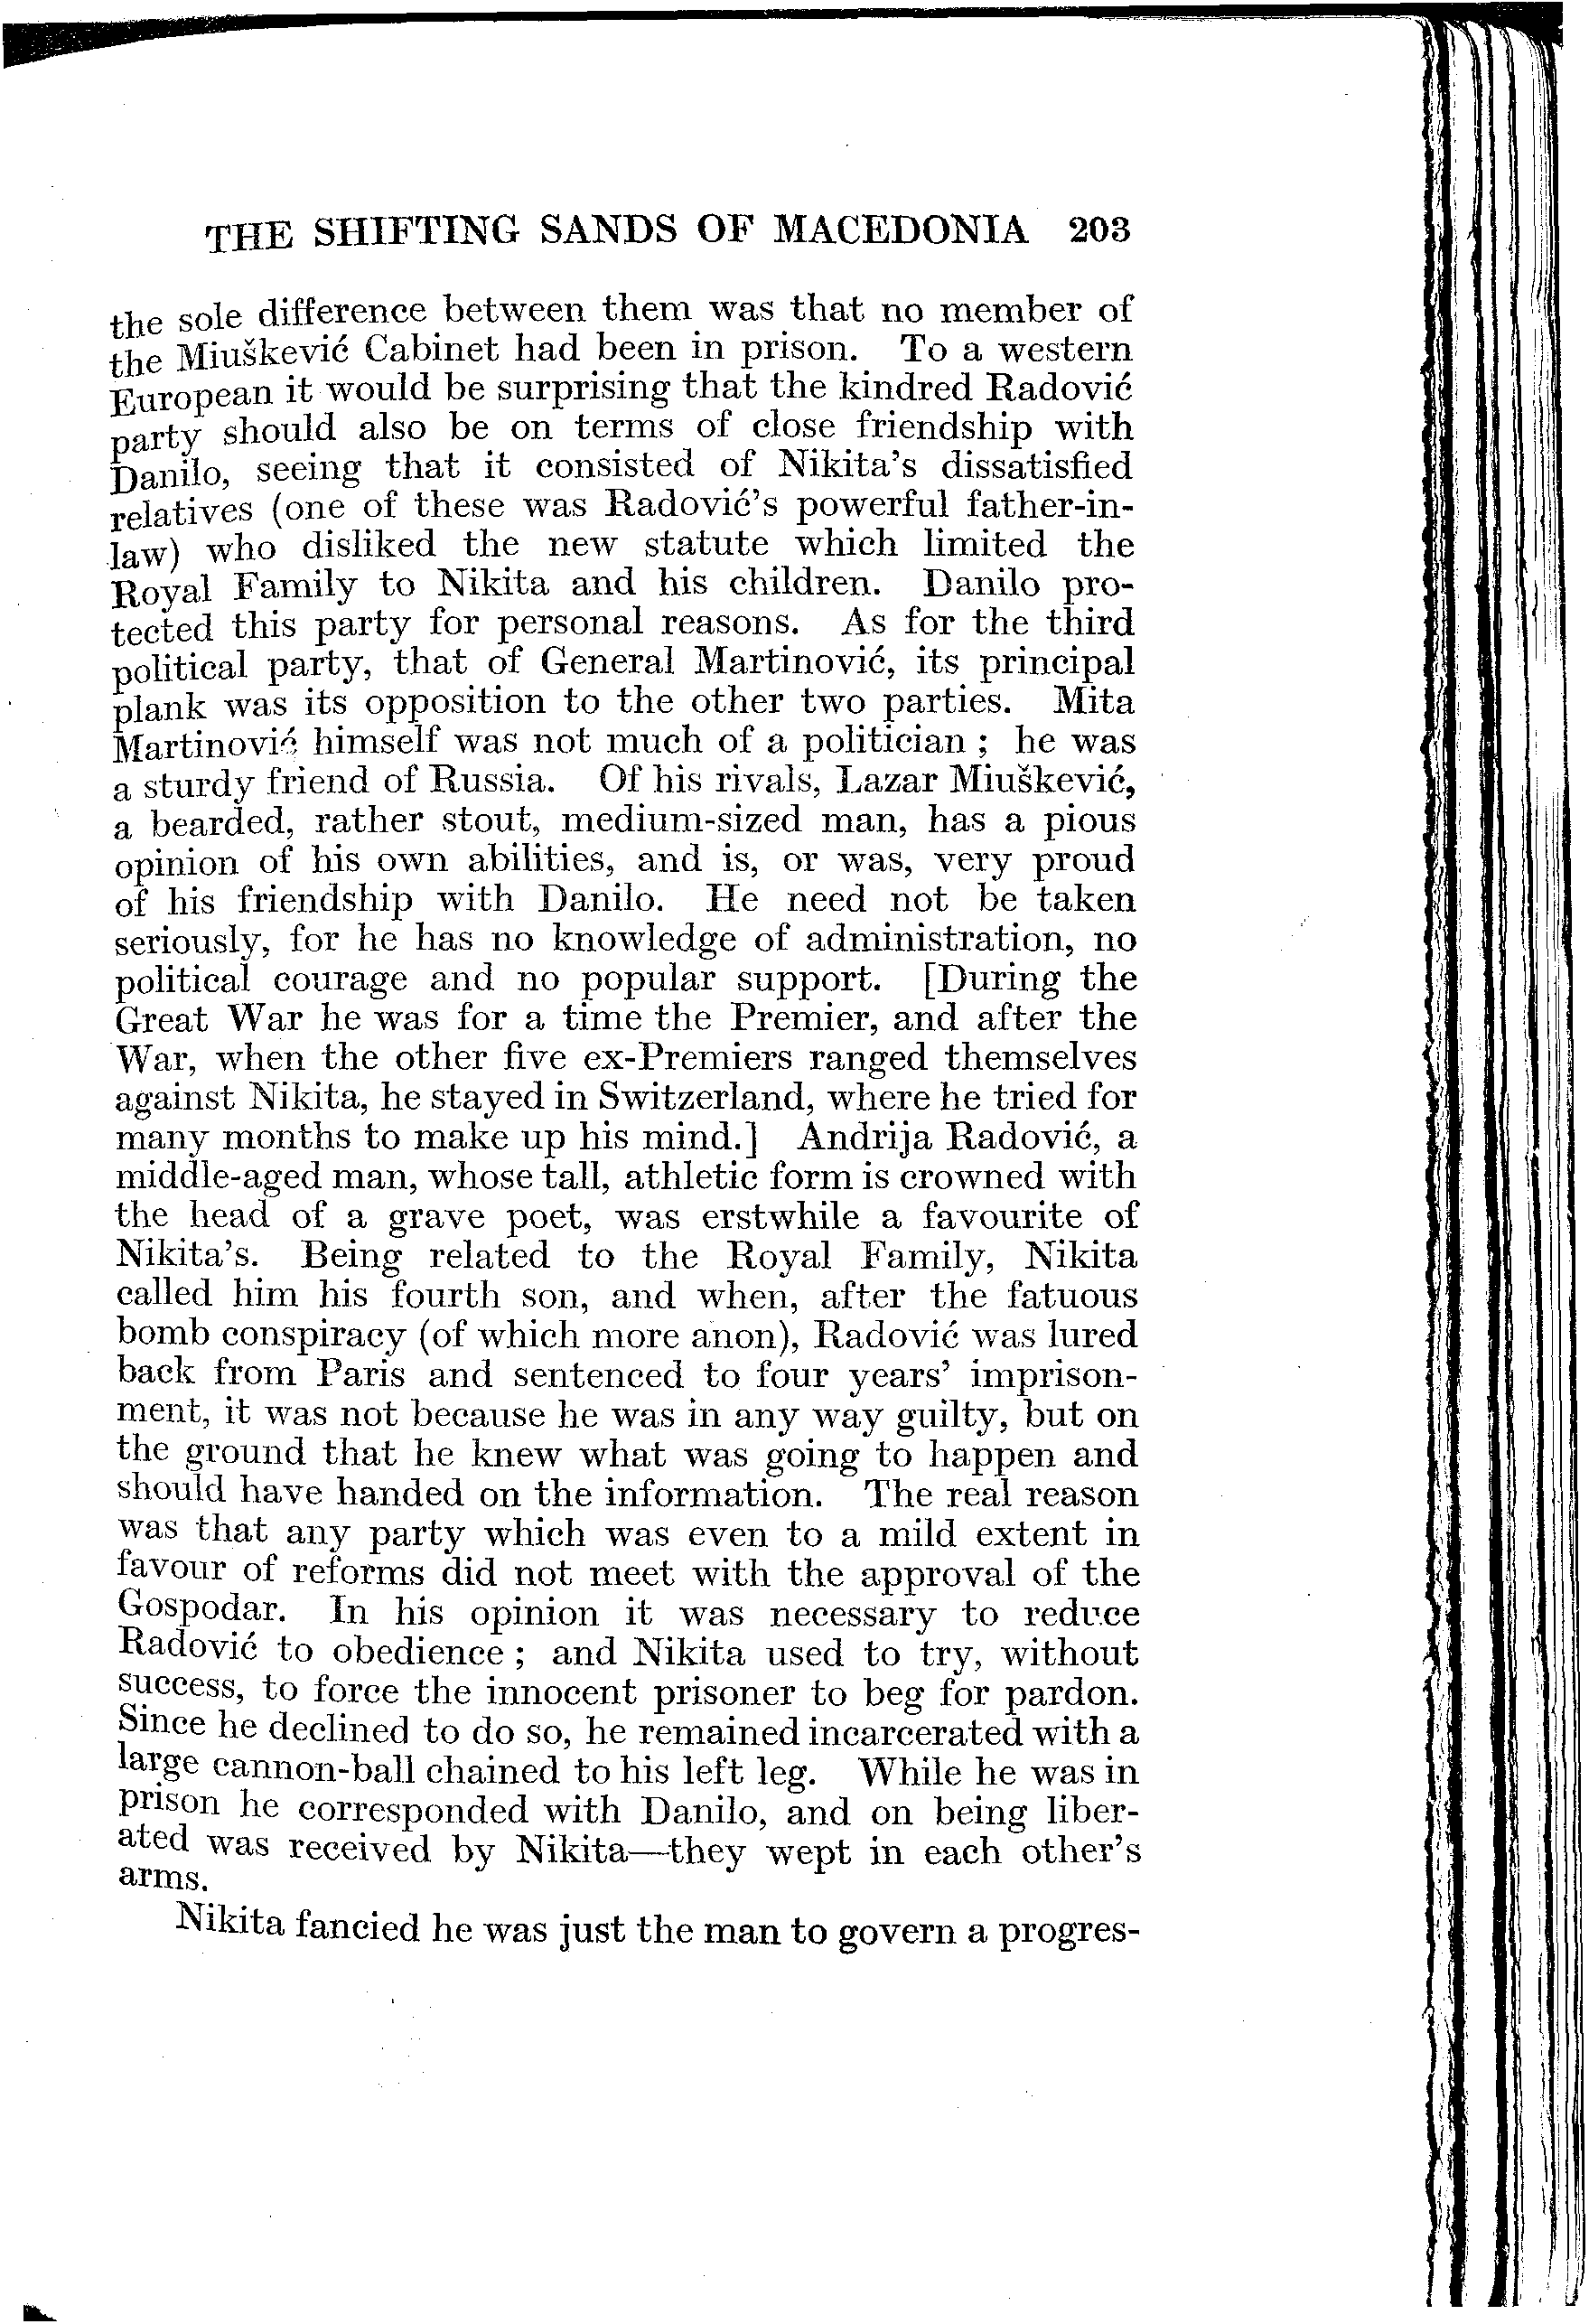 THE SHIFTING SANDS OF MACEDONIA 203
the sole difference between them was that no member of
the Miuškević Cabinet had been in prison. To a western
European it would be surprising that the kindred Radović
party should also be on terms of close friendship with
Danilo, seeing that it consisted of Nikita's dissatisfied
relatives (one of these was Radović's powerful father-in-
law) who disliked the new statute which limited the
Royal Family to Nikita and his children. Danilo pro-
tected this party for personal reasons. As for the third
political party, that of General Martinović, its principal
plank was its opposition to the other two parties. Mita
Martinović himself was not much of a politician ; he was
a sturdy friend of Russia. Of his rivals, Lazar Miuškević,
a bearded, rather stout, medium-sized man, has a pious
opinion of his own abilities, and is, or was, very proud
of his friendship with Danilo. He need not be taken
seriously, for he has no knowledge of administration, no
political courage and no popular support. [During the
Great War he was for a time the Premier, and after the
War, when the other five ex-Premiers ranged themselves
against Nikita, he stayed in Switzerland, where he tried for
many months to make up his mind.] Andrija Radović, a
middle-aged man, whose tall, athletic form is crowned with
the head of a grave poet, was erstwhile a favourite of
Nikita's. Being related to the Royal Family, Nikita
called him his fourth son, and when, after the fatuous
bomb conspiracy (of which more anon), Radović was lured
back from Paris and sentenced to four years' imprison-
ment, it was not because he was in any way guilty, but on
the ground that he knew what was going to happen and
should have handed on the information. The real reason
was that any party which was even to a mild extent in
favour of reforms did not meet with the approval of the
Gospodar. In his opinion it was necessary to reduce
Radović to obedience ; and Nikita used to try, without
success, to force the innocent prisoner to beg for pardon.
Since he declined to do so, he remained incarcerated with a
large cannon-ball chained to his left leg. While he was in
prison he corresponded with Danilo, and on being liber-
ated was received by Nikita—they wept in each other's
arms.
Nikita fancied he was just the man to govern a progres-